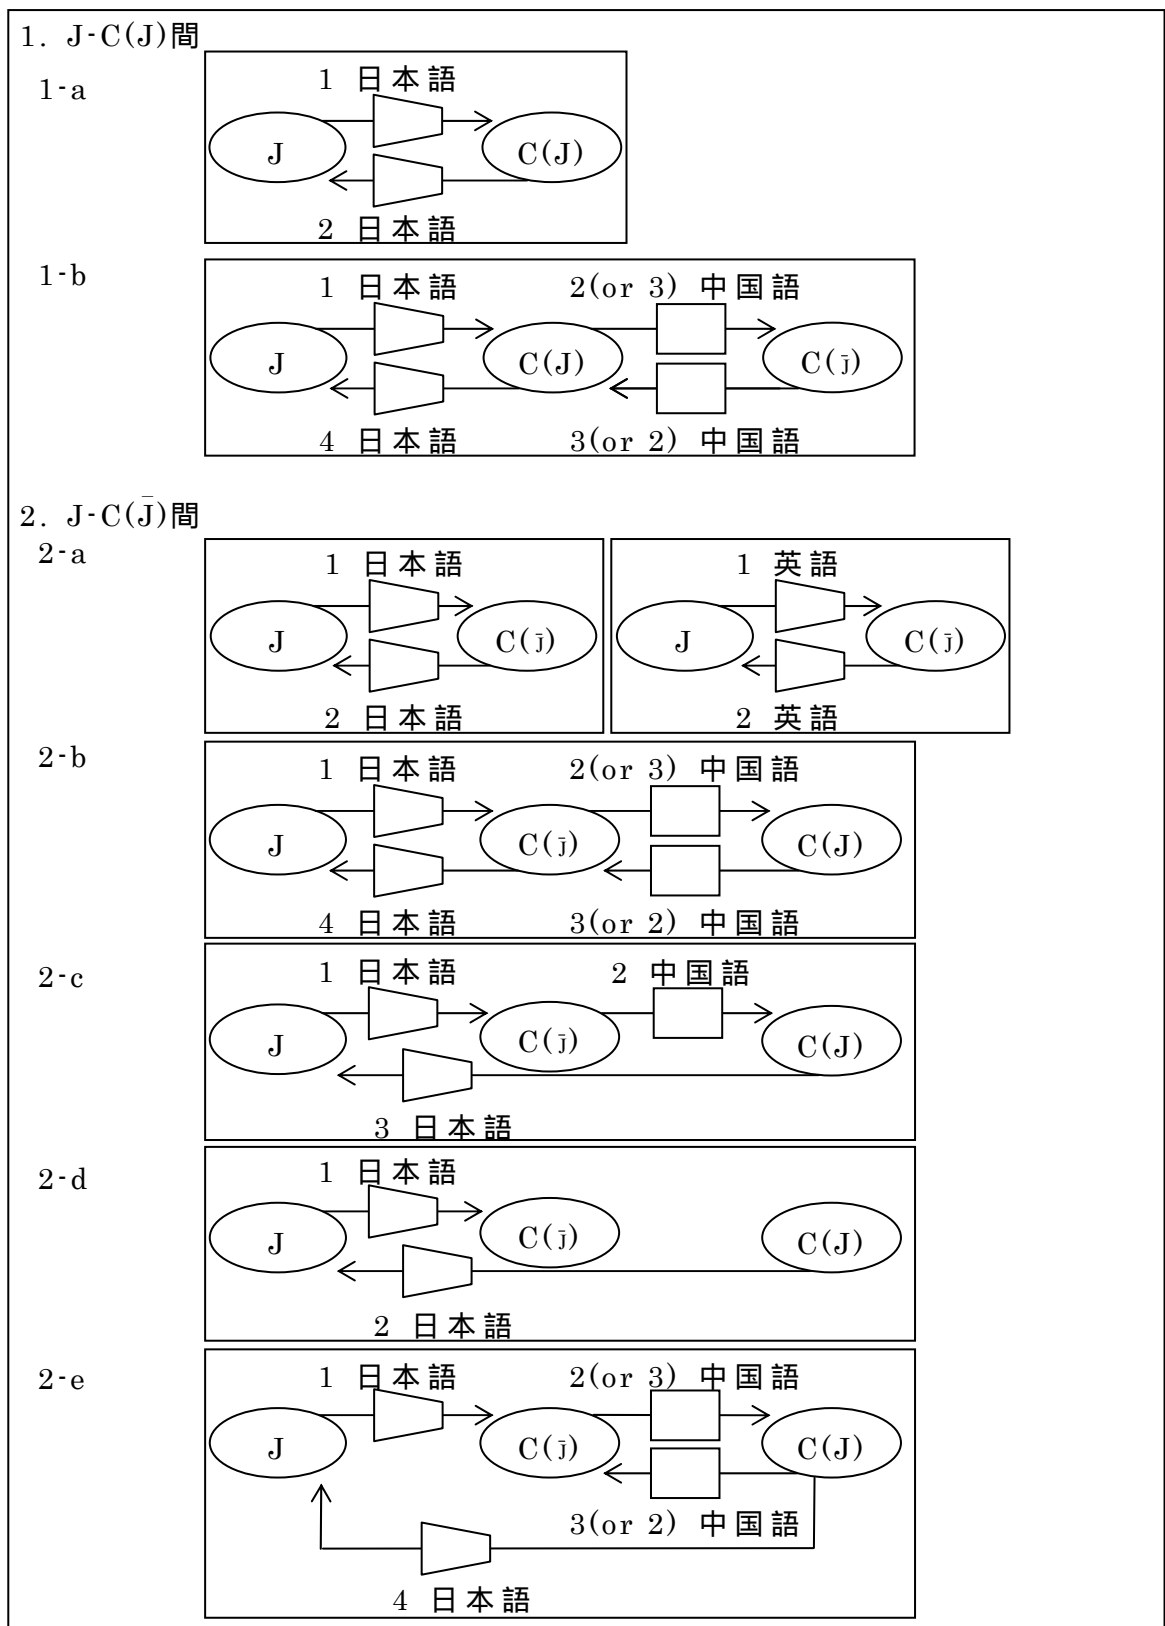 1. J-C(J)間
1-a
1 日本語
J C(J)
2 日本語
1-b
1 日本語 2(or 3) 中国語
J C(J) C(j̄)
4 日本語 3(or 2) 中国語
2. J-C(J̄)間
2-a
1 日本語 1 英語
J C(j̄) J C(j̄)
2 日本語 2 英語
2-b
1 日本語 2(or 3) 中国語
J C(j̄) C(J)
4 日本語 3(or 2) 中国語
2-c
1 日本語 2 中国語
J C(j̄) C(J)
3 日本語
2-d
1 日本語
J C(j̄) C(J)
2 日本語
2-e
1 日本語 2(or 3) 中国語
J C(j̄) C(J)
3(or 2) 中国語
4 日本語